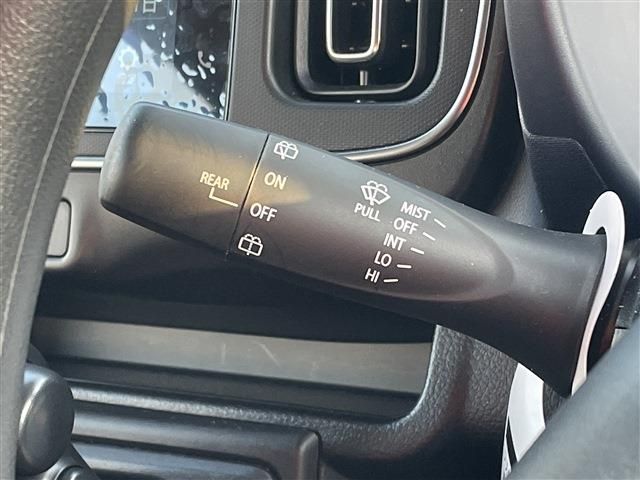 REAR
ON
OFF
PULL
MIST
OFF
INT
LO
HI